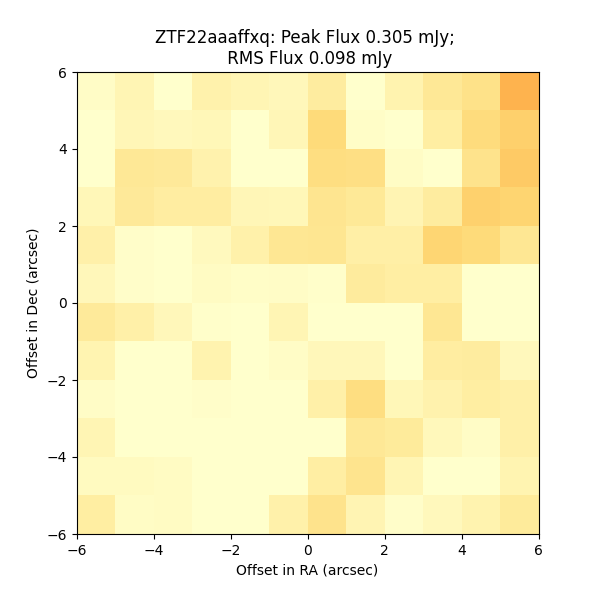 ZTF22aaaffxq: Peak Flux 0.305 mJy;
RMS Flux 0.098 mJy
6
4
2
0
−2
−4
−6
Offset in Dec (arcsec)
−6 −4 −2 0 2 4 6
Offset in RA (arcsec)